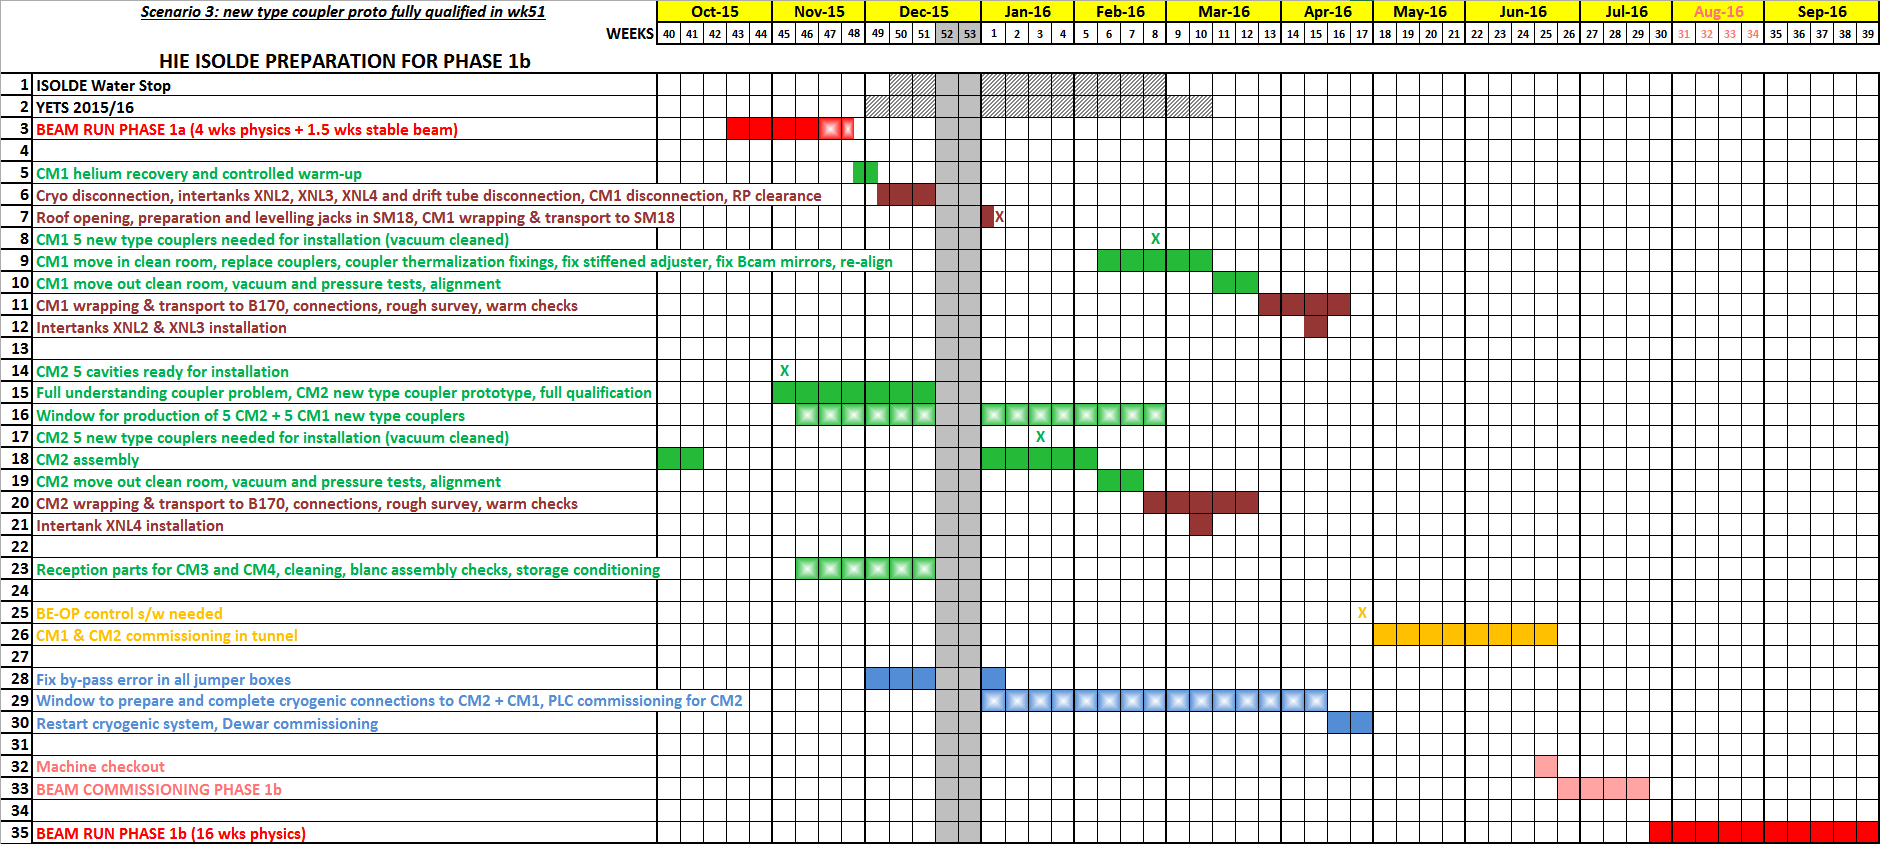 Scenario 3: new type coupler proto fully qualified in wk51
Oct-15 Nov-15 Dec-15 Jan-16 Feb-16 Mar-16 Apr-16 May-16 Jun-16 Jul-16 Aug-16 Sep-16
WEEKS 40 41 42 43 44 45 46 47 48 49 50 51 52 53 1 2 3 4 5 6 7 8 9 10 11 12 13 14 15 16 17 18 19 20 21 22 23 24 25 26 27 28 29 30 31 32 33 34 35 36 37 38 39
HIE ISOLDE PREPARATION FOR PHASE 1b
1 ISOLDE Water Stop
2 YETS 2015/16
3 BEAM RUN PHASE 1a (4 wks physics + 1.5 wks stable beam)
4
5 CM1 helium recovery and controlled warm-up
6 Cryo disconnection, intertanks XNL2, XNL3, XNL4 and drift tube disconnection, CM1 disconnection, RP clearance
7 Roof opening, preparation and levelling jacks in SM18, CM1 wrapping & transport to SM18 X
8 CM1 5 new type couplers needed for installation (vacuum cleaned) X
9 CM1 move in clean room, replace couplers, coupler thermalization fixings, fix stiffened adjuster, fix Bcam mirrors, re-align
10 CM1 move out clean room, vacuum and pressure tests, alignment
11 CM1 wrapping & transport to B170, connections, rough survey, warm checks
12 Intertanks XNL2 & XNL3 installation
13
14 CM2 5 cavities ready for installation X
15 Full understanding coupler problem, CM2 new type coupler prototype, full qualification
16 Window for production of 5 CM2 + 5 CM1 new type couplers
17 CM2 5 new type couplers needed for installation (vacuum cleaned) X
18 CM2 assembly
19 CM2 move out clean room, vacuum and pressure tests, alignment
20 CM2 wrapping & transport to B170, connections, rough survey, warm checks
21 Intertank XNL4 installation
22
23 Reception parts for CM3 and CM4, cleaning, blanc assembly checks, storage conditioning
24
25 BE-OP control s/w needed X
26 CM1 & CM2 commissioning in tunnel
27
28 Fix by-pass error in all jumper boxes
29 Window to prepare and complete cryogenic connections to CM2 + CM1, PLC commissioning for CM2
30 Restart cryogenic system, Dewar commissioning
31
32 Machine checkout
33 BEAM COMMISSIONING PHASE 1b
34
35 BEAM RUN PHASE 1b (16 wks physics)